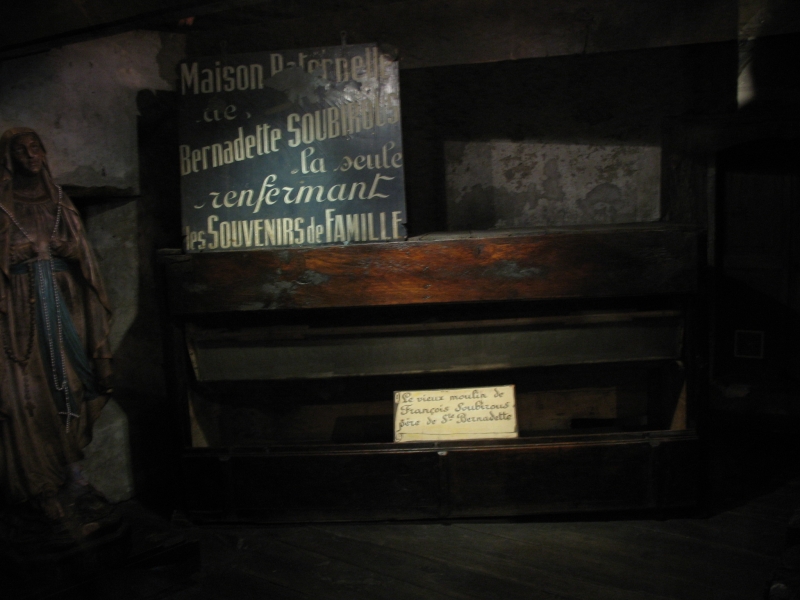 Maison Paternelle
de
Bernadette SOUBIROUS
la seule
renfermant
les SOUVENIRS de FAMILLE
Le vieux moulin de
François Soubirous
père de Ste Bernadette